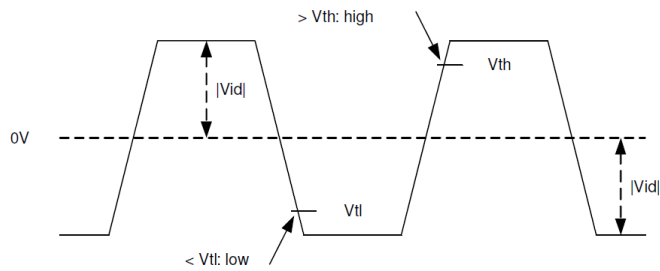 > Vth: high
Vth
|Vid|
0V
|Vid|
Vtl
< Vtl: low